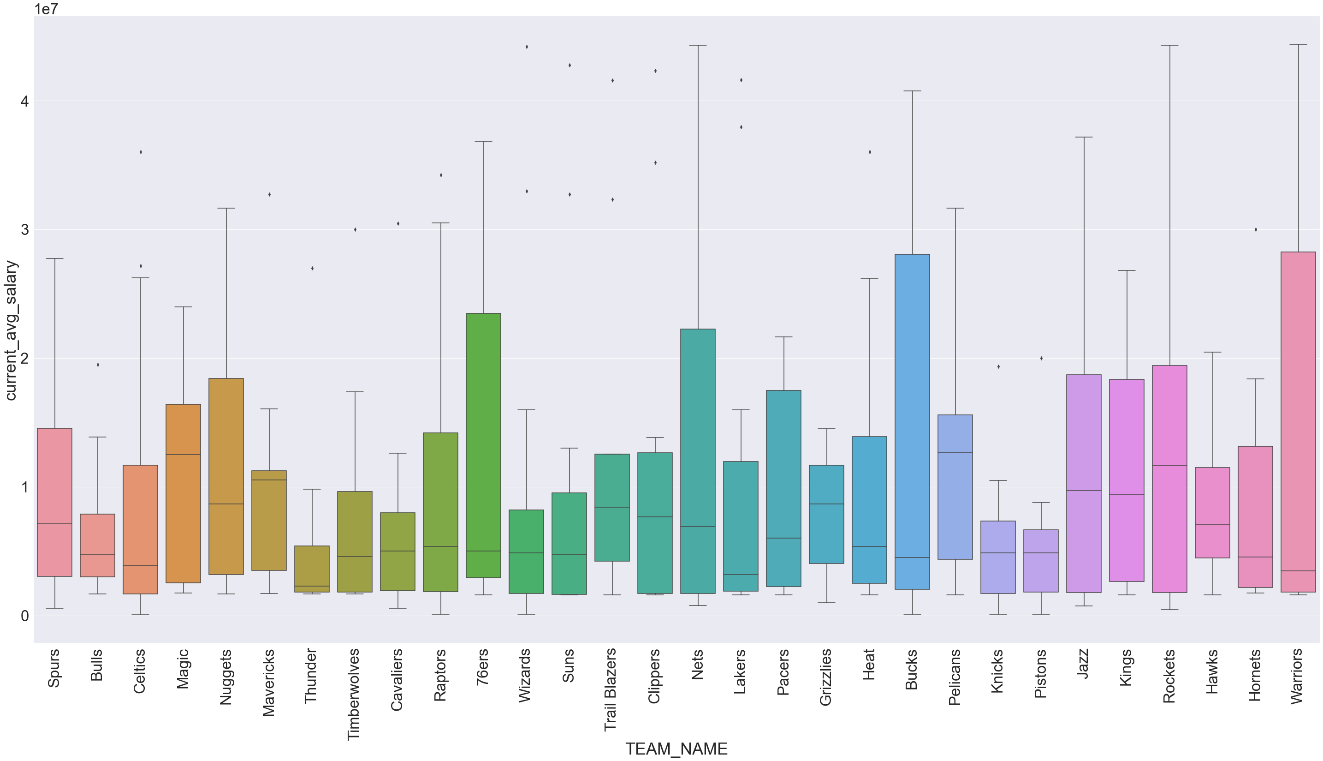 1e7
4
3
2
1
0
current_avg_salary
Spurs
Bulls
Celtics
Magic
Nuggets
Mavericks
Thunder
Timberwolves
Cavaliers
Raptors
76ers
Wizards
Suns
Trail Blazers
Clippers
Nets
Lakers
Pacers
Grizzlies
Heat
Bucks
Pelicans
Knicks
Pistons
Jazz
Kings
Rockets
Hawks
Hornets
Warriors
TEAM_NAME